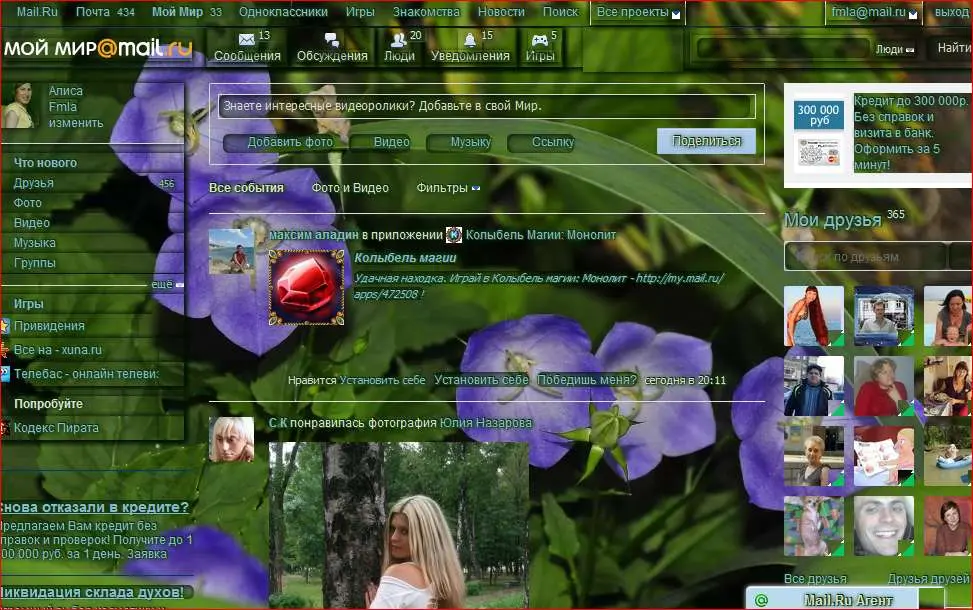 Mail.Ru Почта 434 Мой Мир 33 Одноклассники Игры Знакомства Новости Поиск Все проекты fmla@mail.ru выход
МОЙ МИР@mail.ru
13 20 15 5
Сообщения Обсуждения Люди Уведомления Игры Люди Найти
Алиса
Fmla
изменить
Что нового
Друзья 456
Фото
Видео
Музыка
Группы
ещё
Игры
Привидения
Все на - xuna.ru
Телебас - онлайн телеви:
Попробуйте
Кодекс Пирата
Снова отказали в кредите?
Предлагаем Вам кредит без
правок и проверок! Получите до 1
000 000 руб. за 1 день. Заявка
Ликвидация склада духов!
Знаете интересные видеоролики? Добавьте в свой Мир.
Добавить фото Видео Музыку Ссылку Поделиться
Все события Фото и Видео Фильтры
максим аладин в приложении Колыбель Магии: Монолит
Колыбель магии
Удачная находка. Играй в Колыбель магии: Монолит - http://my.mail.ru/
apps/472508 !
Нравится Установить себе Установить себе Победишь меня? сегодня в 20:11
С К понравилась фотография Юлия Назарова
300 000
руб
Кредит до 300 000р.
Без справок и
визита в банк.
Оформить за 5
минут!
Мои друзья 365
Поиск по друзьям
Все друзья Друзья друзей
Mail.Ru Агент